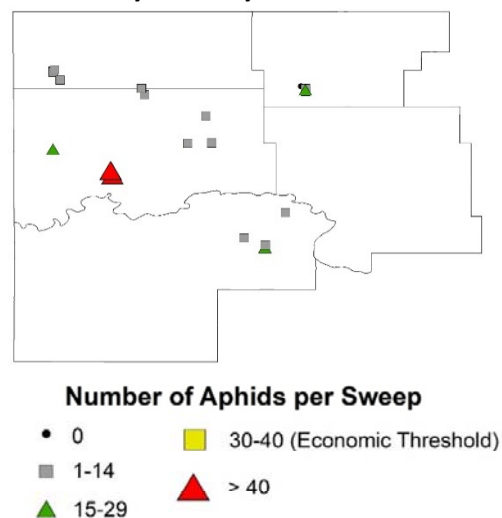 Number of Aphids per Sweep
0
1-14
15-29
30-40 (Economic Threshold)
> 40